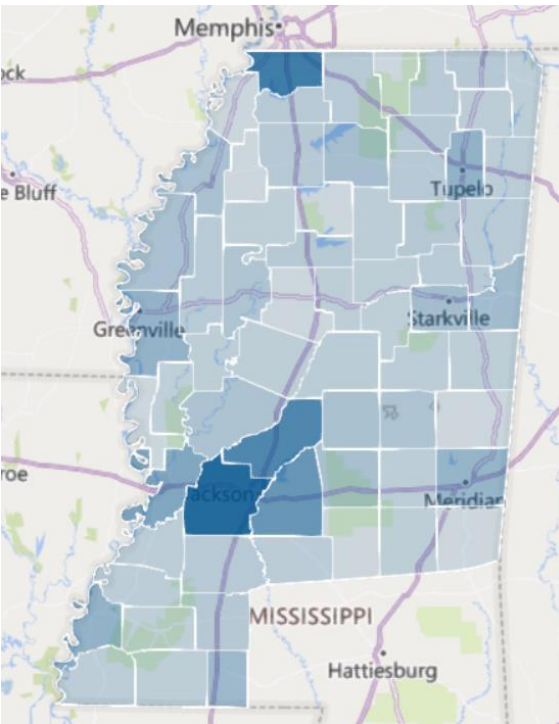 Memphis
ock
e Bluff
Tupelo
Greenville
Starkville
roe
Jackson
Meridian
MISSISSIPPI
Hattiesburg